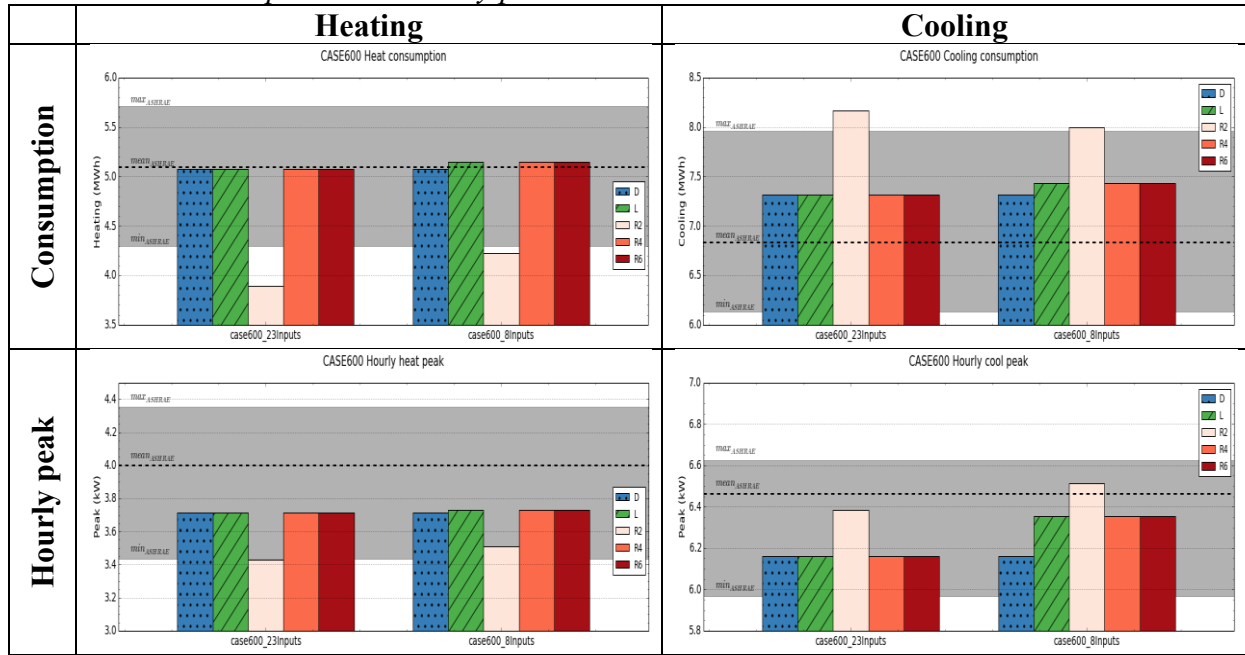 Heating Cooling
Consumption
CASE600 Heat consumption
6.0
5.5
5.0
4.5
4.0
3.5
Heating (MWh)
max ASHRAE
mean ASHRAE
min ASHRAE
D
L
R2
R4
R6
case600_23Inputs case600_8Inputs
CASE600 Cooling consumption
8.5
8.0
7.5
7.0
6.5
6.0
Cooling (MWh)
max ASHRAE
mean ASHRAE
min ASHRAE
D
L
R2
R4
R6
case600_23Inputs case600_8Inputs
Hourly peak
CASE600 Hourly heat peak
4.4
4.2
4.0
3.8
3.6
3.4
3.2
3.0
Peak (kW)
max ASHRAE
mean ASHRAE
min ASHRAE
D
L
R2
R4
R6
case600_23Inputs case600_8Inputs
CASE600 Hourly cool peak
7.0
6.8
6.6
6.4
6.2
6.0
5.8
Peak (kW)
max ASHRAE
mean ASHRAE
min ASHRAE
D
L
R2
R4
R6
case600_23Inputs case600_8Inputs